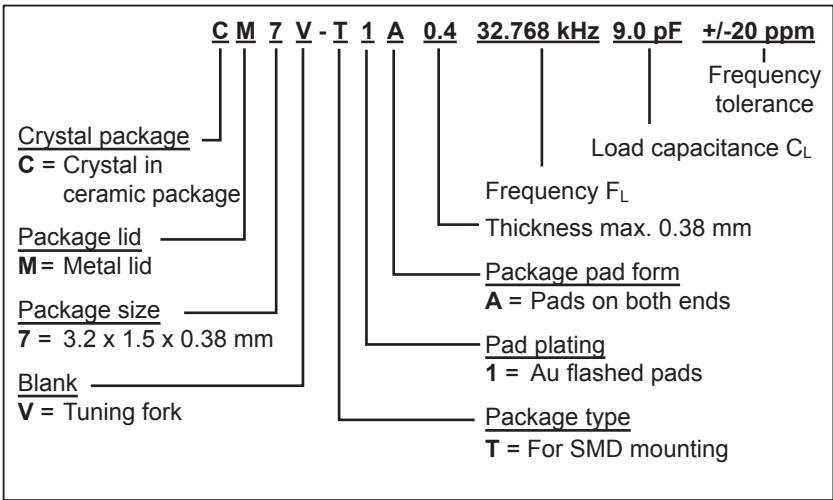 C M 7 V - T 1 A 0.4 32.768 kHz 9.0 pF +/-20 ppm
Frequency
tolerance
Load capacitance CL
Frequency FL
Thickness max. 0.38 mm
Package pad form
A = Pads on both ends
Pad plating
1 = Au flashed pads
Package type
T = For SMD mounting
Crystal package
C = Crystal in
ceramic package
Package lid
M = Metal lid
Package size
7 = 3.2 x 1.5 x 0.38 mm
Blank
V = Tuning fork